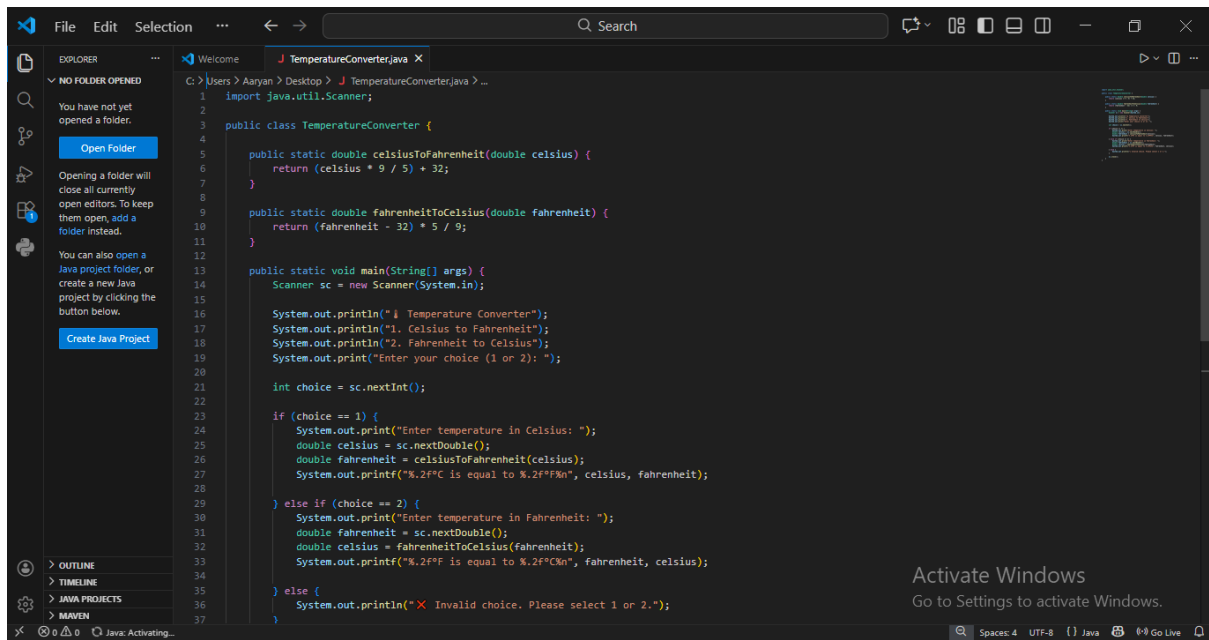 File Edit Selection ··· Search
EXPLORER ···
NO FOLDER OPENED
You have not yet
opened a folder.
Open Folder
Opening a folder will
close all currently
open editors. To keep
them open, add a
folder instead.
You can also open a
Java project folder, or
create a new Java
project by clicking the
button below.
Create Java Project
OUTLINE
TIMELINE
JAVA PROJECTS
MAVEN
Welcome J TemperatureConverter.java
C: > Users > Aaryan > Desktop > J TemperatureConverter.java > ...
1 import java.util.Scanner;
2
3 public class TemperatureConverter {
4
5 public static double celsiusToFahrenheit(double celsius) {
6 return (celsius * 9 / 5) + 32;
7 }
8
9 public static double fahrenheitToCelsius(double fahrenheit) {
10 return (fahrenheit - 32) * 5 / 9;
11 }
12
13 public static void main(String[] args) {
14 Scanner sc = new Scanner(System.in);
15
16 System.out.println("🌡 Temperature Converter");
17 System.out.println("1. Celsius to Fahrenheit");
18 System.out.println("2. Fahrenheit to Celsius");
19 System.out.print("Enter your choice (1 or 2): ");
20
21 int choice = sc.nextInt();
22
23 if (choice == 1) {
24 System.out.print("Enter temperature in Celsius: ");
25 double celsius = sc.nextDouble();
26 double fahrenheit = celsiusToFahrenheit(celsius);
27 System.out.printf("%.2f°C is equal to %.2f°F%n", celsius, fahrenheit);
28
29 } else if (choice == 2) {
30 System.out.print("Enter temperature in Fahrenheit: ");
31 double fahrenheit = sc.nextDouble();
32 double celsius = fahrenheitToCelsius(fahrenheit);
33 System.out.printf("%.2f°F is equal to %.2f°C%n", fahrenheit, celsius);
34
35 } else {
36 System.out.println("❌ Invalid choice. Please select 1 or 2.");
37 }
Activate Windows
Go to Settings to activate Windows.
0 0 Java: Activating... Spaces: 4 UTF-8 {} Java Go Live
1